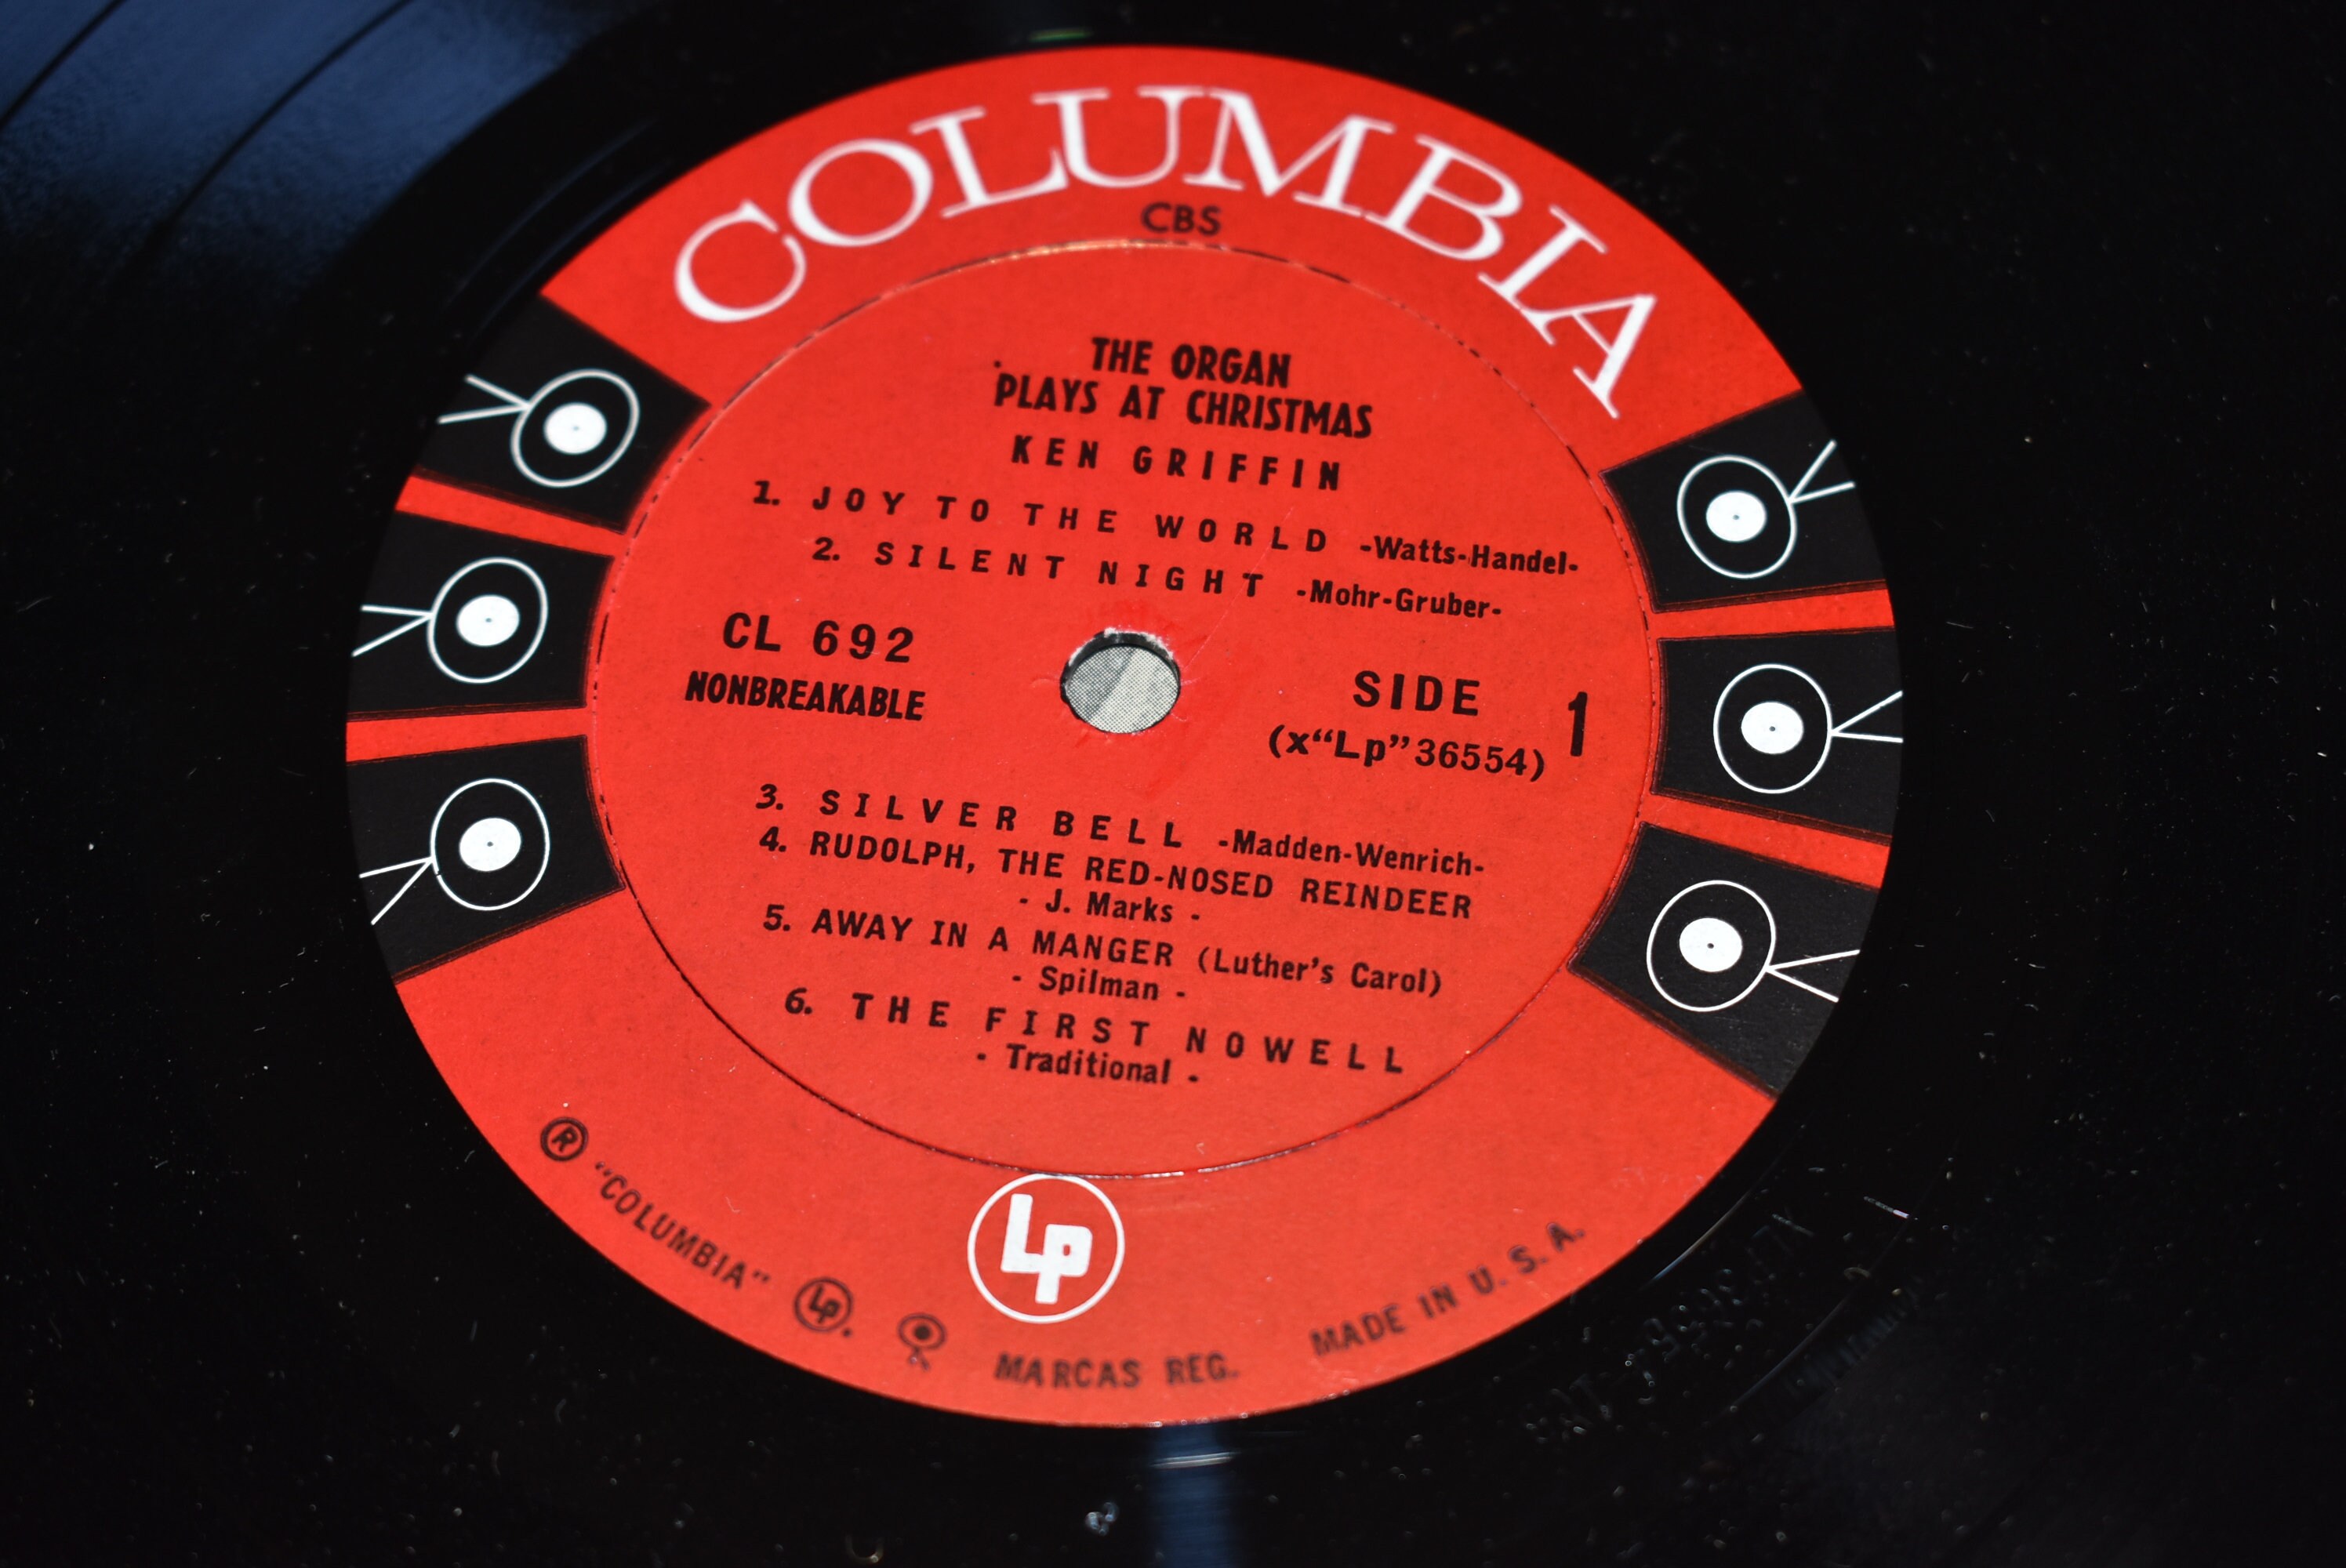 COLUMBIA
CBS
THE ORGAN
PLAYS AT CHRISTMAS
KEN GRIFFIN
1. JOY TO THE WORLD -Watts-Handel-
2. SILENT NIGHT -Mohr-Gruber-
CL 692
NONBREAKABLE
SIDE 1
(x“Lp”36554)
3. SILVER BELL -Madden-Wenrich-
4. RUDOLPH, THE RED-NOSED REINDEER
- J. Marks -
5. AWAY IN A MANGER (Luther's Carol)
- Spilman -
6. THE FIRST NOWELL
- Traditional -
Lp
® “COLUMBIA” Lp. MARCAS REG. MADE IN U. S. A.